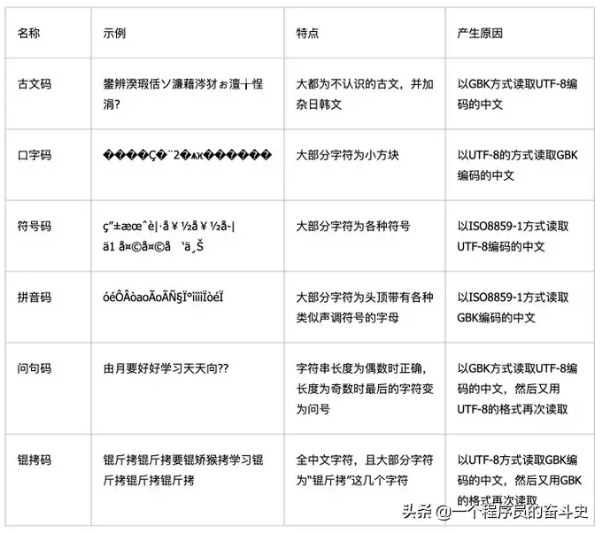 名称 示例 特点 产生原因
古文码
鐢辨湀瑕佸ソ濂藉涔犲ぉ澶╁悜
涓?
大都为不认识的古文，并加
杂日韩文
以GBK方式读取UTF-8编
码的中文
口字码
����Ç�¨2�ѧϰ������
大部分字符为小方块
以UTF-8的方式读取GBK
编码的中文
符号码
ç”±æœˆè¦å¥½å¥½å­¦
ä¹ å¤©å¤©å‘ä¸Š
大部分字符为各种符号
以ISO8859-1方式读取
UTF-8编码的中文
拼音码
óéÔÂòaoÃoÃÑ§Ï°ìììÏòéÏ
大部分字符为头顶带有各种
类似声调符号的字母
以ISO8859-1方式读取
GBK编码的中文
问句码
由月要好好学习天天向??
字符串长度为偶数时正确，
长度为奇数时最后的字符变
为问号
以GBK方式读取UTF-8编
码的中文，然后又用
UTF-8的格式再次读取
锟拷码
锟斤拷锟斤拷要锟矫猴拷学习锟
斤拷锟斤拷锟斤拷
全中文字符，且大部分字符
为“锟斤拷”这几个字符
以UTF-8方式读取GBK编
码的中文，然后又用GBK
的格式再次读取
头条 @一个程序员的奋斗史